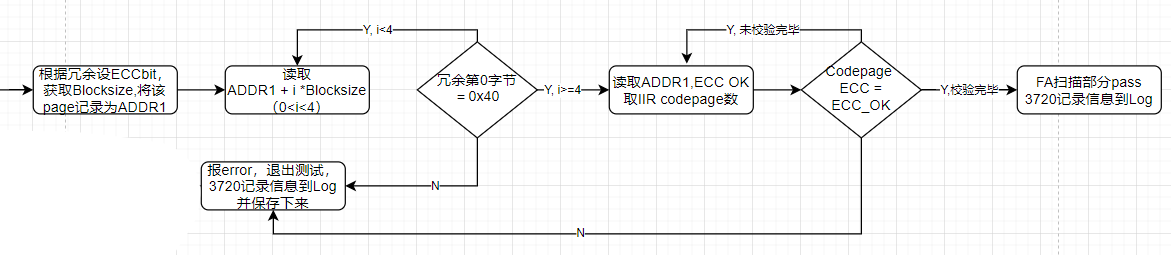 根据冗余设ECCbit，
获取Blocksize,将该
page记录为ADDR1
读取
ADDR1 + i *Blocksize
（0<i<4）
Y, i<4
冗余第0字节
= 0x40
Y, i>=4
读取ADDR1,ECC OK
取IIR codepage数
Y, 未校验完毕
Codepage
ECC =
ECC_OK
Y,校验完毕
FA扫描部分pass
3720记录信息到Log
报error，退出测试，
3720记录信息到Log
并保存下来
N
N